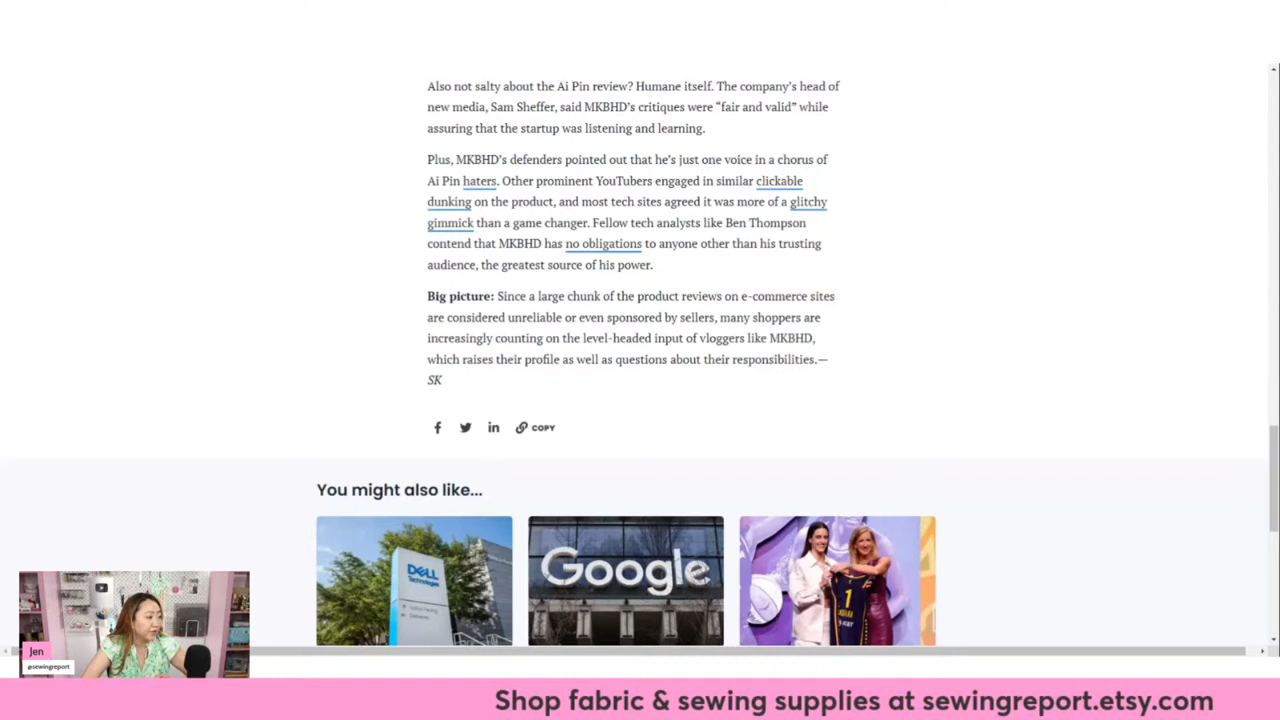 Also not salty about the Ai Pin review? Humane itself. The company's head of
new media, Sam Sheffer, said MKBHD's critiques were “fair and valid” while
assuring that the startup was listening and learning.
Plus, MKBHD's defenders pointed out that he's just one voice in a chorus of
Ai Pin haters. Other prominent YouTubers engaged in similar clickable
dunking on the product, and most tech sites agreed it was more of a glitchy
gimmick than a game changer. Fellow tech analysts like Ben Thompson
contend that MKBHD has no obligations to anyone other than his trusting
audience, the greatest source of his power.
Big picture: Since a large chunk of the product reviews on e-commerce sites
are considered unreliable or even sponsored by sellers, many shoppers are
increasingly counting on the level-headed input of vloggers like MKBHD,
which raises their profile as well as questions about their responsibilities.—
SK
COPY
You might also like...
DELL
Technologies
Google
1
INDIANA
Jen
@sewingreport
Shop fabric & sewing supplies at sewingreport.etsy.com